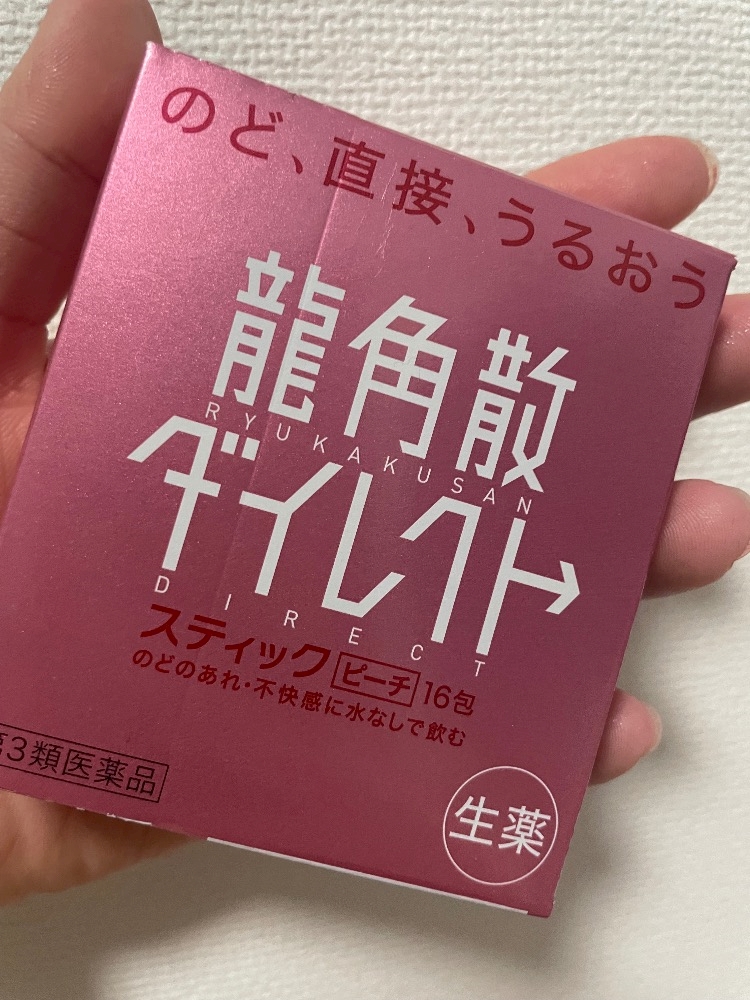 のど、直接、うるおう
龍角散
RYUKAKUSAN
ダイレクト
DIRECT
スティック ピーチ 16包
のどのあれ・不快感に水なしで飲む
第3類医薬品
生薬